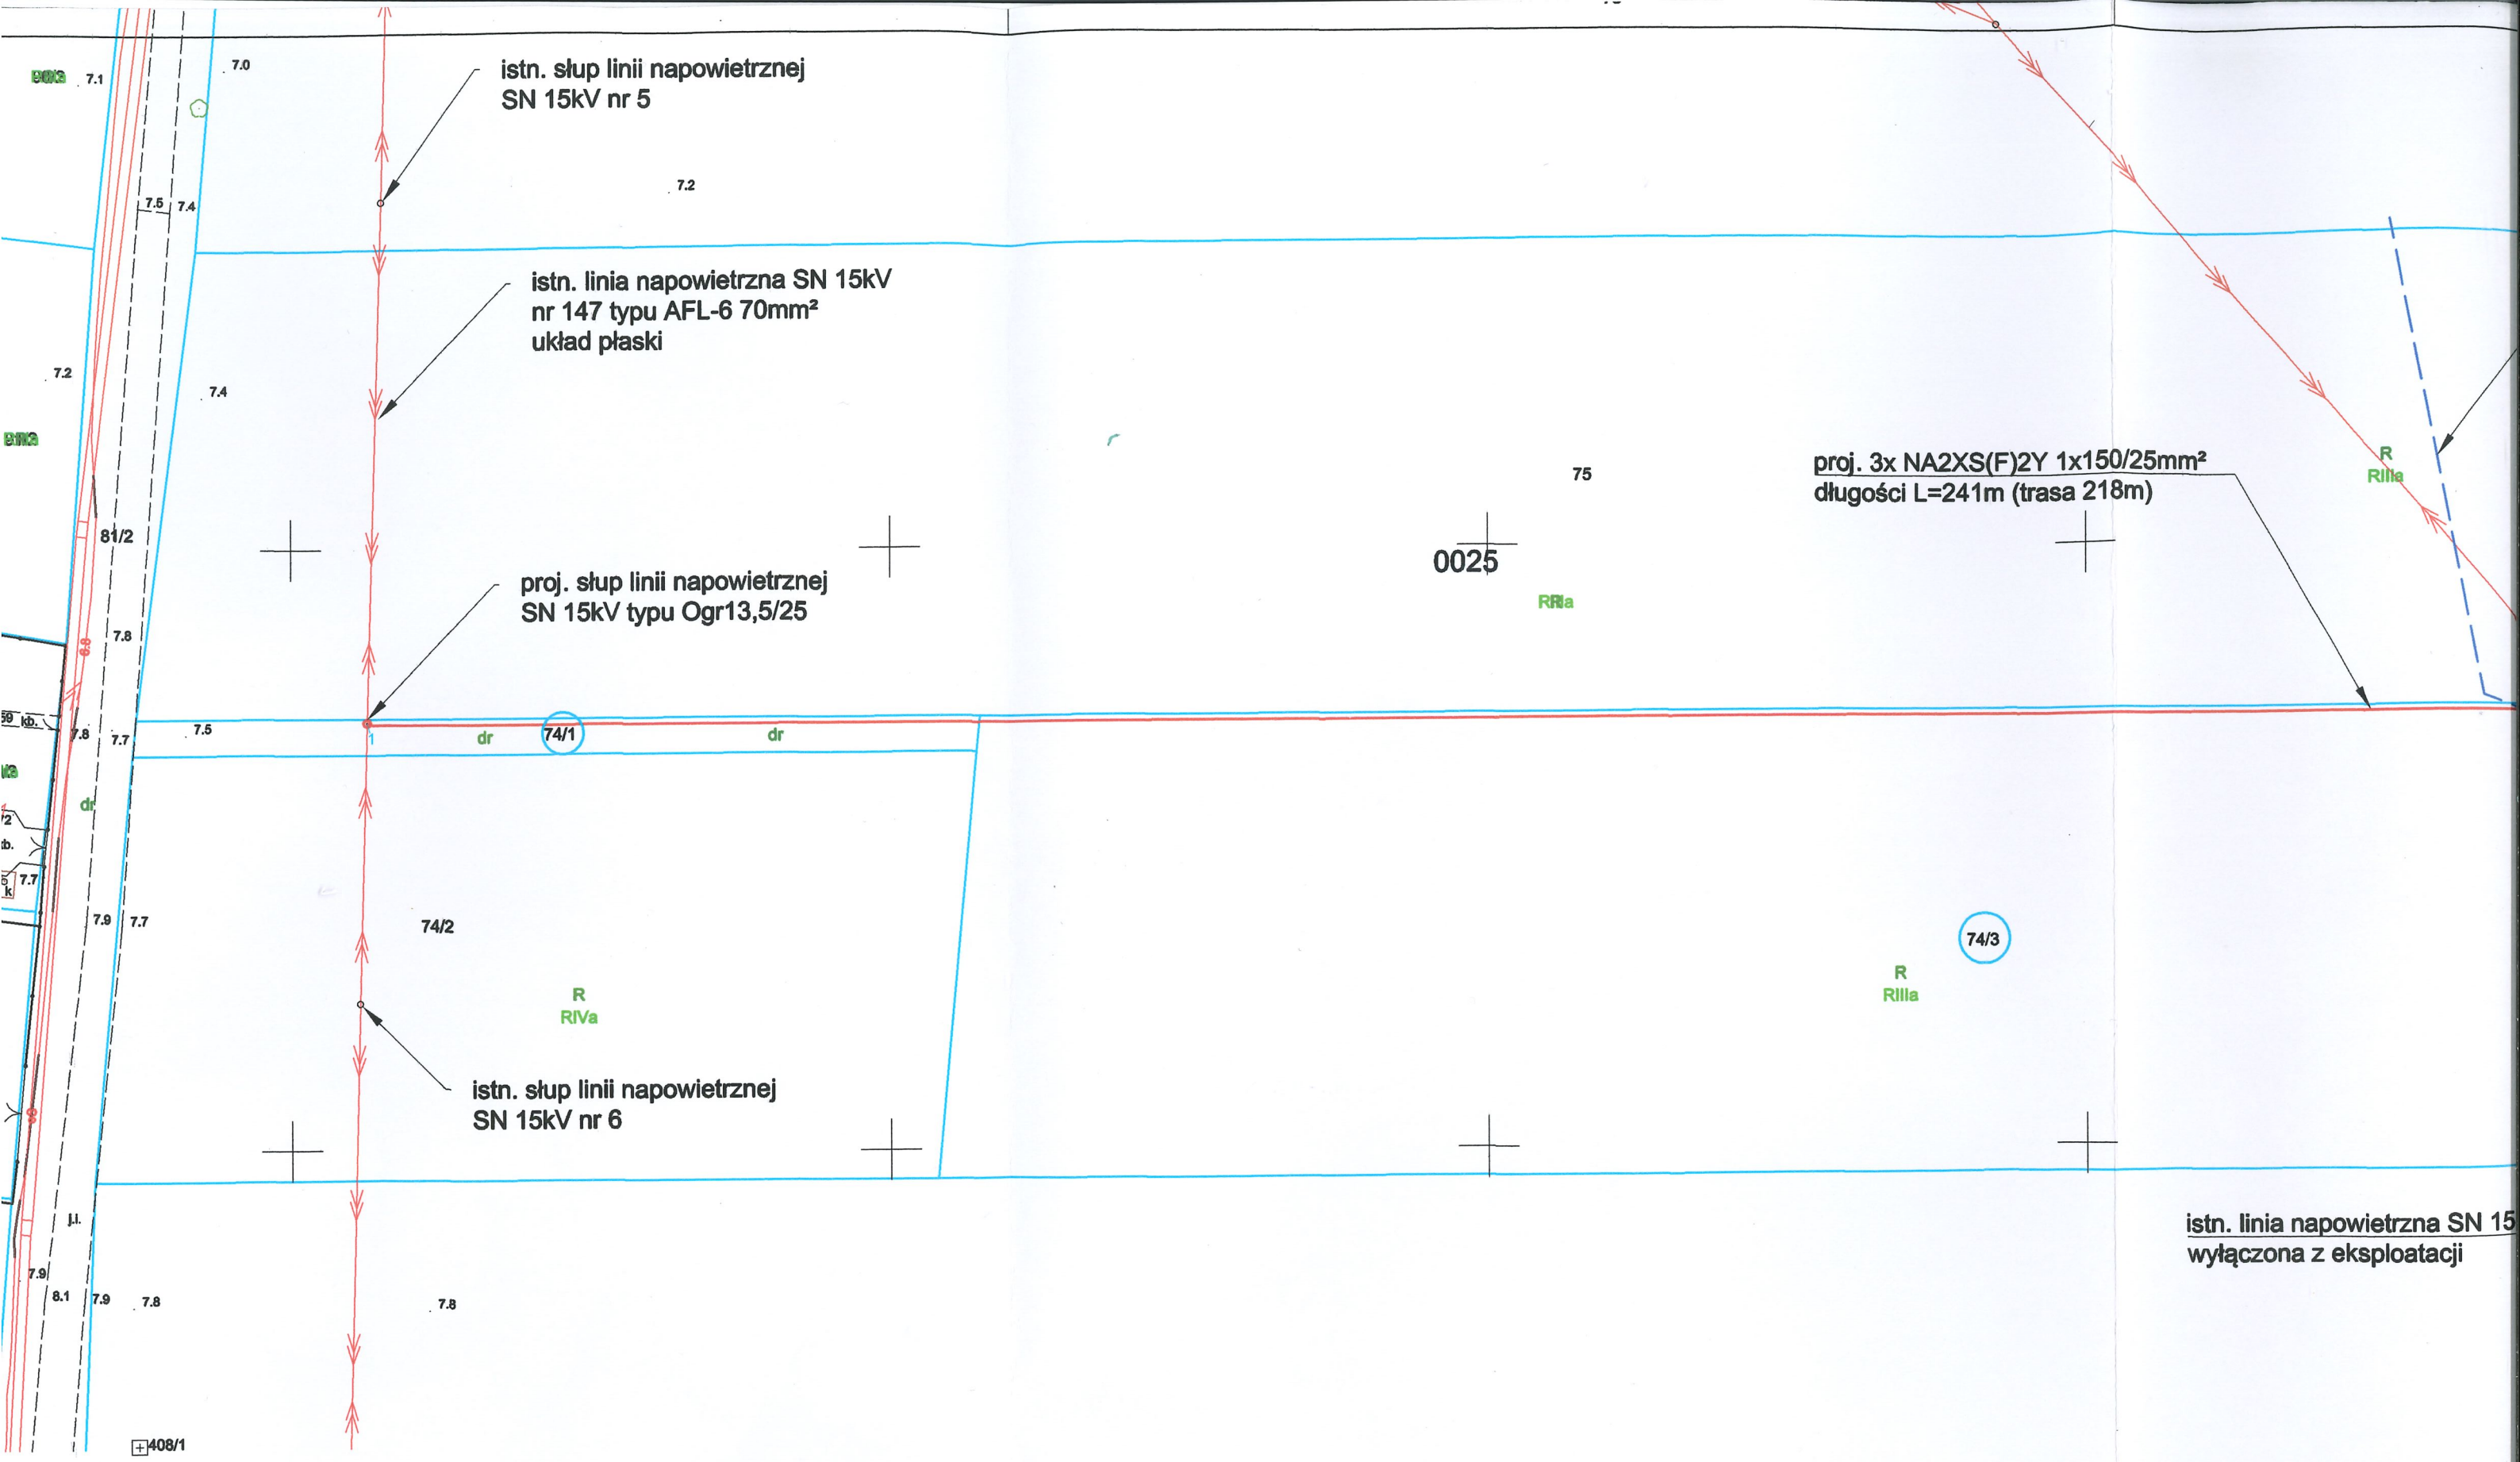 7.1
7.0
istn. słup linii napowietrznej
SN 15kV nr 5
7.5
7.4
7.2
istn. linia napowietrzna SN 15kV
nr 147 typu AFL-6 70mm²
układ płaski
7.2
7.4
75
proj. 3x NA2XS(F)2Y 1x150/25mm²
długości L=241m (trasa 218m)
R
RIIIa
81/2
0025
proj. słup linii napowietrznej
SN 15kV typu Ogr13,5/25
7.8
59 kb.
7.8
7.7
7.5
1
dr
74/1
dr
dr
7.7
k
7.9
7.7
74/2
74/3
R
RIVa
R
RIIIa
istn. słup linii napowietrznej
SN 15kV nr 6
j.i.
istn. linia napowietrzna SN 15
wyłączona z eksploatacji
7.9
8.1
7.9
7.8
7.8
408/1